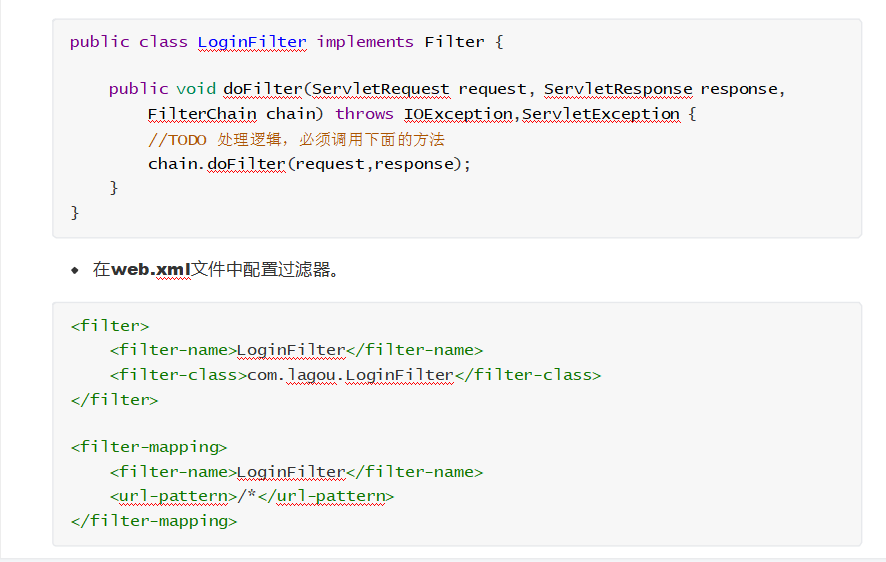 public class LoginFilter implements Filter {
public void doFilter(ServletRequest request, ServletResponse response,
FilterChain chain) throws IOException,ServletException {
//TODO 处理逻辑，必须调用下面的方法
chain.doFilter(request,response);
}
}
在web.xml文件中配置过滤器。
<filter>
<filter-name>LoginFilter</filter-name>
<filter-class>com.lagou.LoginFilter</filter-class>
</filter>
<filter-mapping>
<filter-name>LoginFilter</filter-name>
<url-pattern>/*</url-pattern>
</filter-mapping>